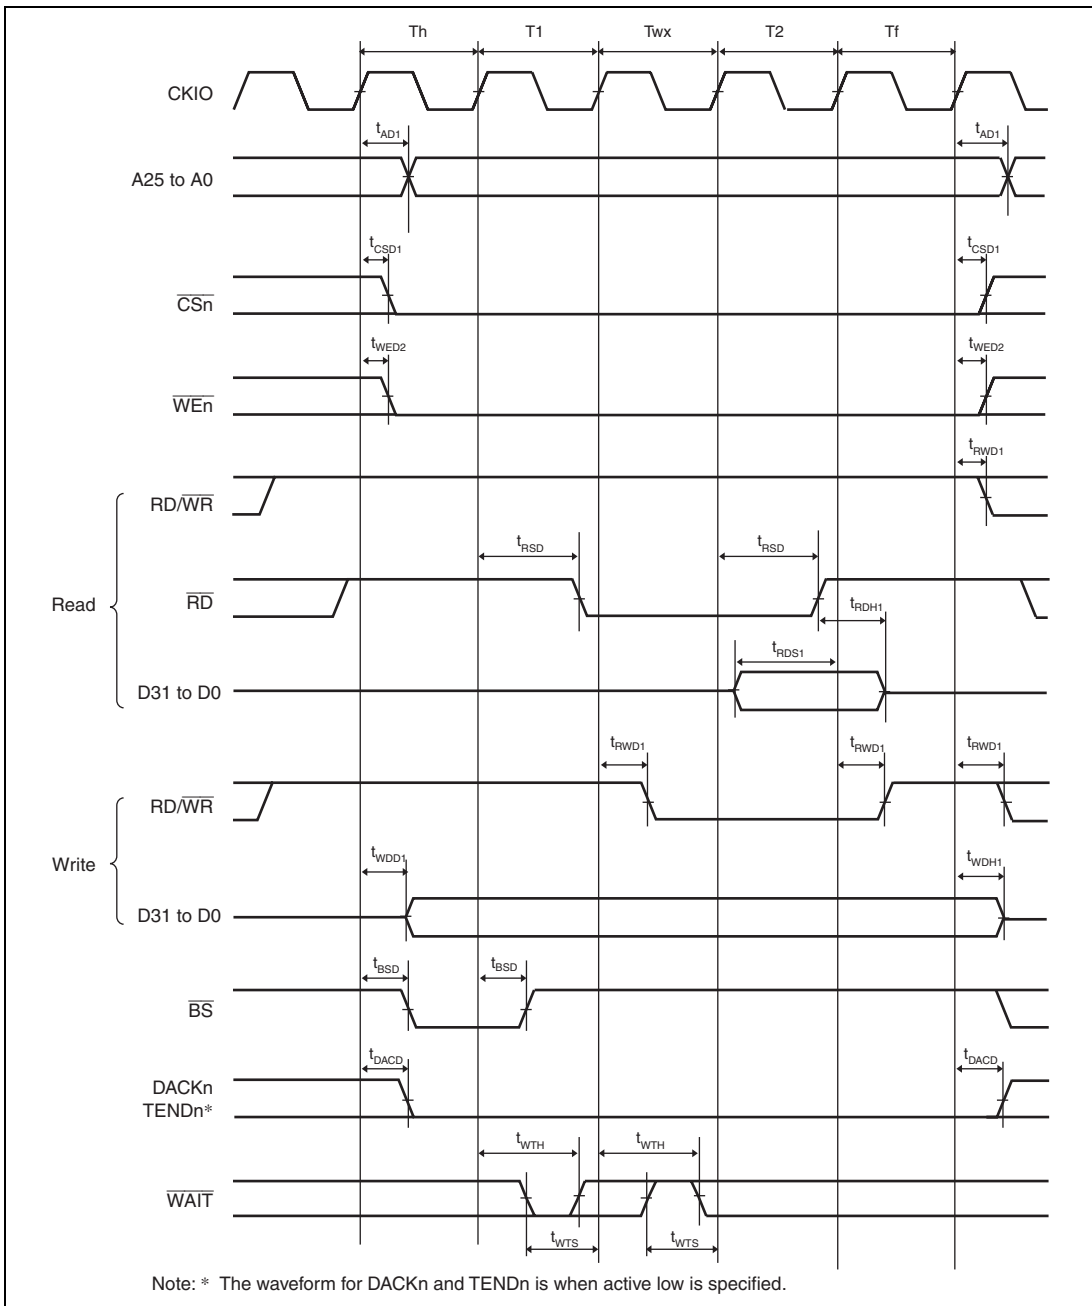 Th T1 Twx T2 Tf
CKIO
tAD1 tAD1
A25 to A0
tCSD1 tCSD1
CSn
tWED2 tWED2
WEn
tRWD1
RD/WR
tRSD tRSD
Read
RD
tRDH1
tRDS1
D31 to D0
tRWD1 tRWD1 tRWD1
RD/WR
Write
tWDD1 tWDH1
D31 to D0
tBSD tBSD
BS
tDACD tDACD
DACKn
TENDn*
tWTH tWTH
WAIT
tWTS tWTS
Note: * The waveform for DACKn and TENDn is when active low is specified.